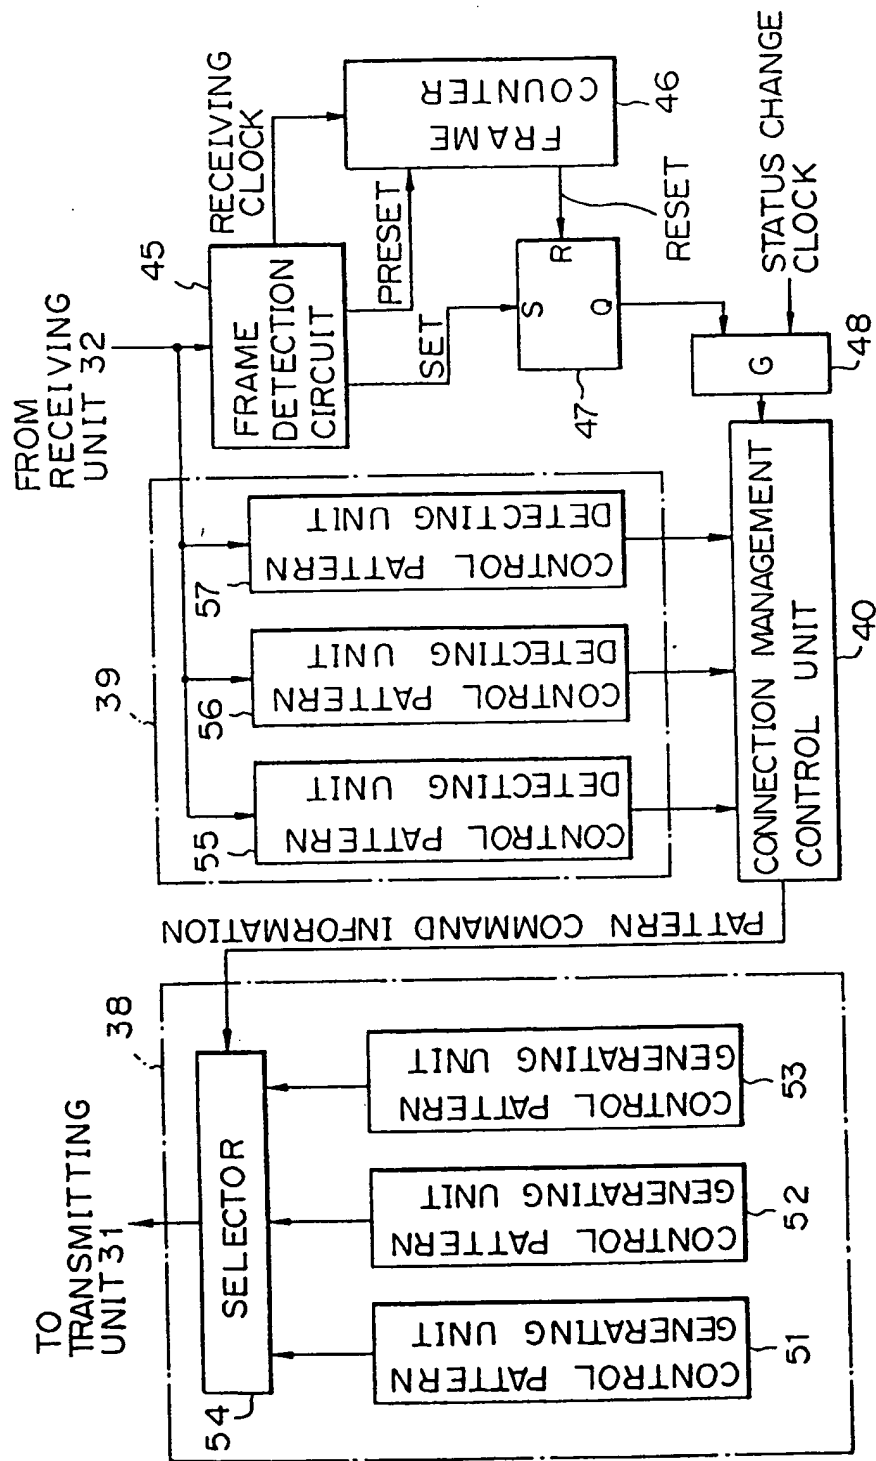 TO
TRANSMITTING
UNIT 31
38
54
SELECTOR
CONTROL PATTERN
GENERATING UNIT
51
CONTROL PATTERN
GENERATING UNIT
52
CONTROL PATTERN
GENERATING UNIT
53
PATTERN COMMAND INFORMATION
FROM
RECEIVING
UNIT 32
39
55
CONTROL PATTERN
DETECTING UNIT
56
CONTROL PATTERN
DETECTING UNIT
57
CONTROL PATTERN
DETECTING UNIT
CONNECTION MANAGEMENT
CONTROL UNIT
40
45
FRAME
DETECTION
CIRCUIT
RECEIVING
CLOCK
PRESET
SET
FRAME
COUNTER
46
RESET
S
R
Q
47
G
48
STATUS CHANGE
CLOCK